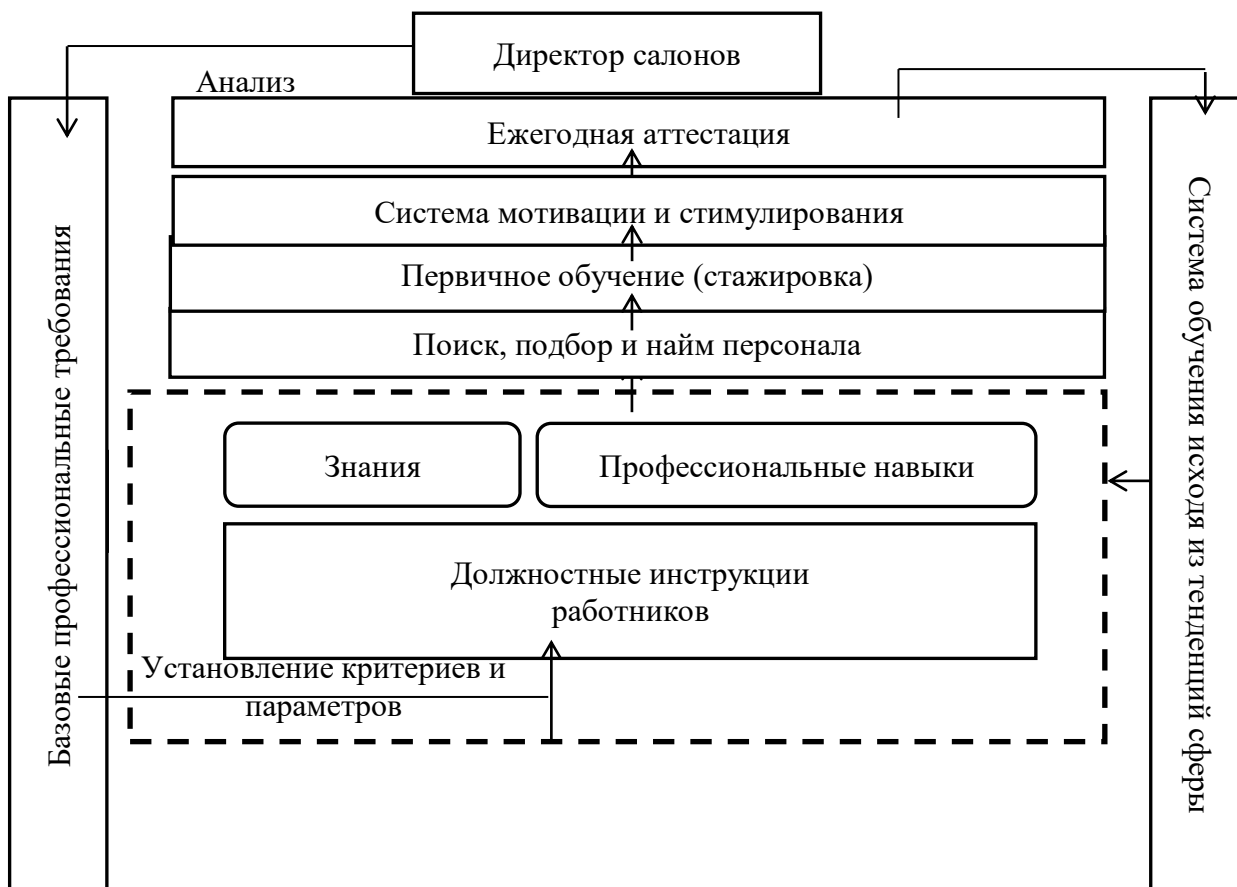 Директор салонов
Анализ
Ежегодная аттестация
Система мотивации и стимулирования
Первичное обучение (стажировка)
Поиск, подбор и найм персонала
Знания
Профессиональные навыки
Должностные инструкции
работников
Установление критериев и
параметров
Базовые профессиональные требования
Система обучения исходя из тенденций сферы